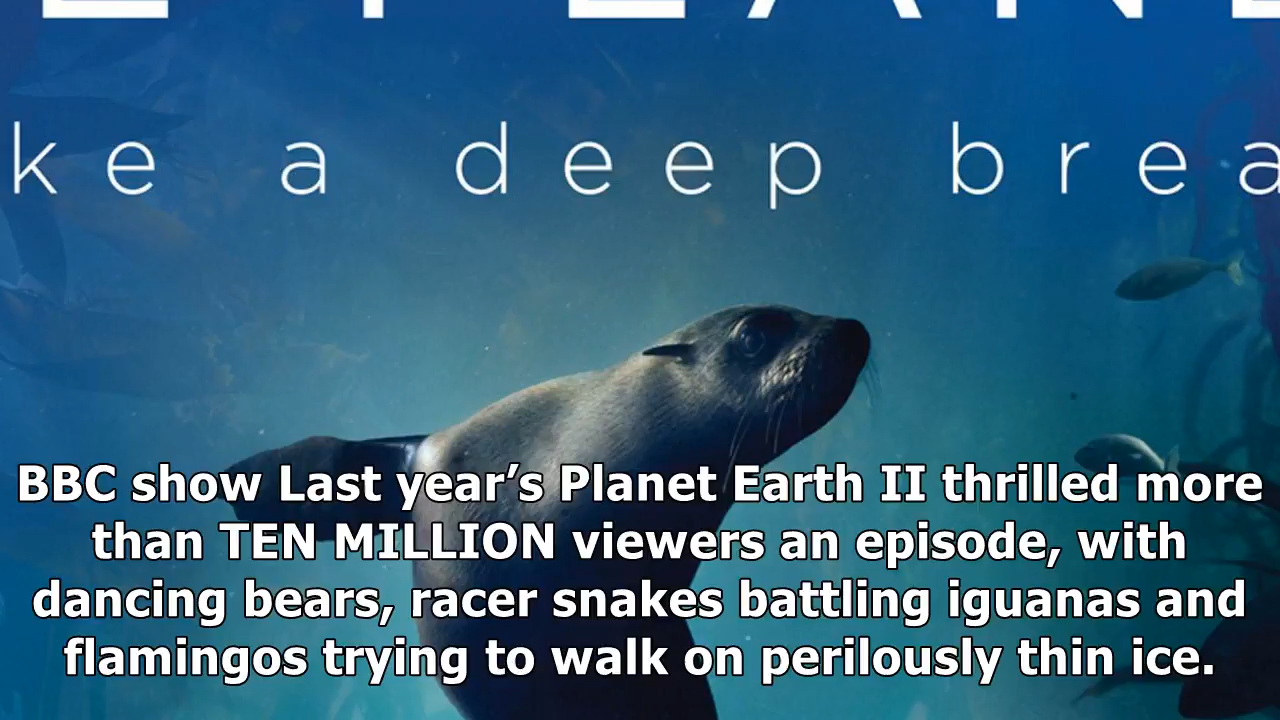 E PLANE
ke a deep brea
BBC show Last year’s Planet Earth II thrilled more
than TEN MILLION viewers an episode, with
dancing bears, racer snakes battling iguanas and
flamingos trying to walk on perilously thin ice.